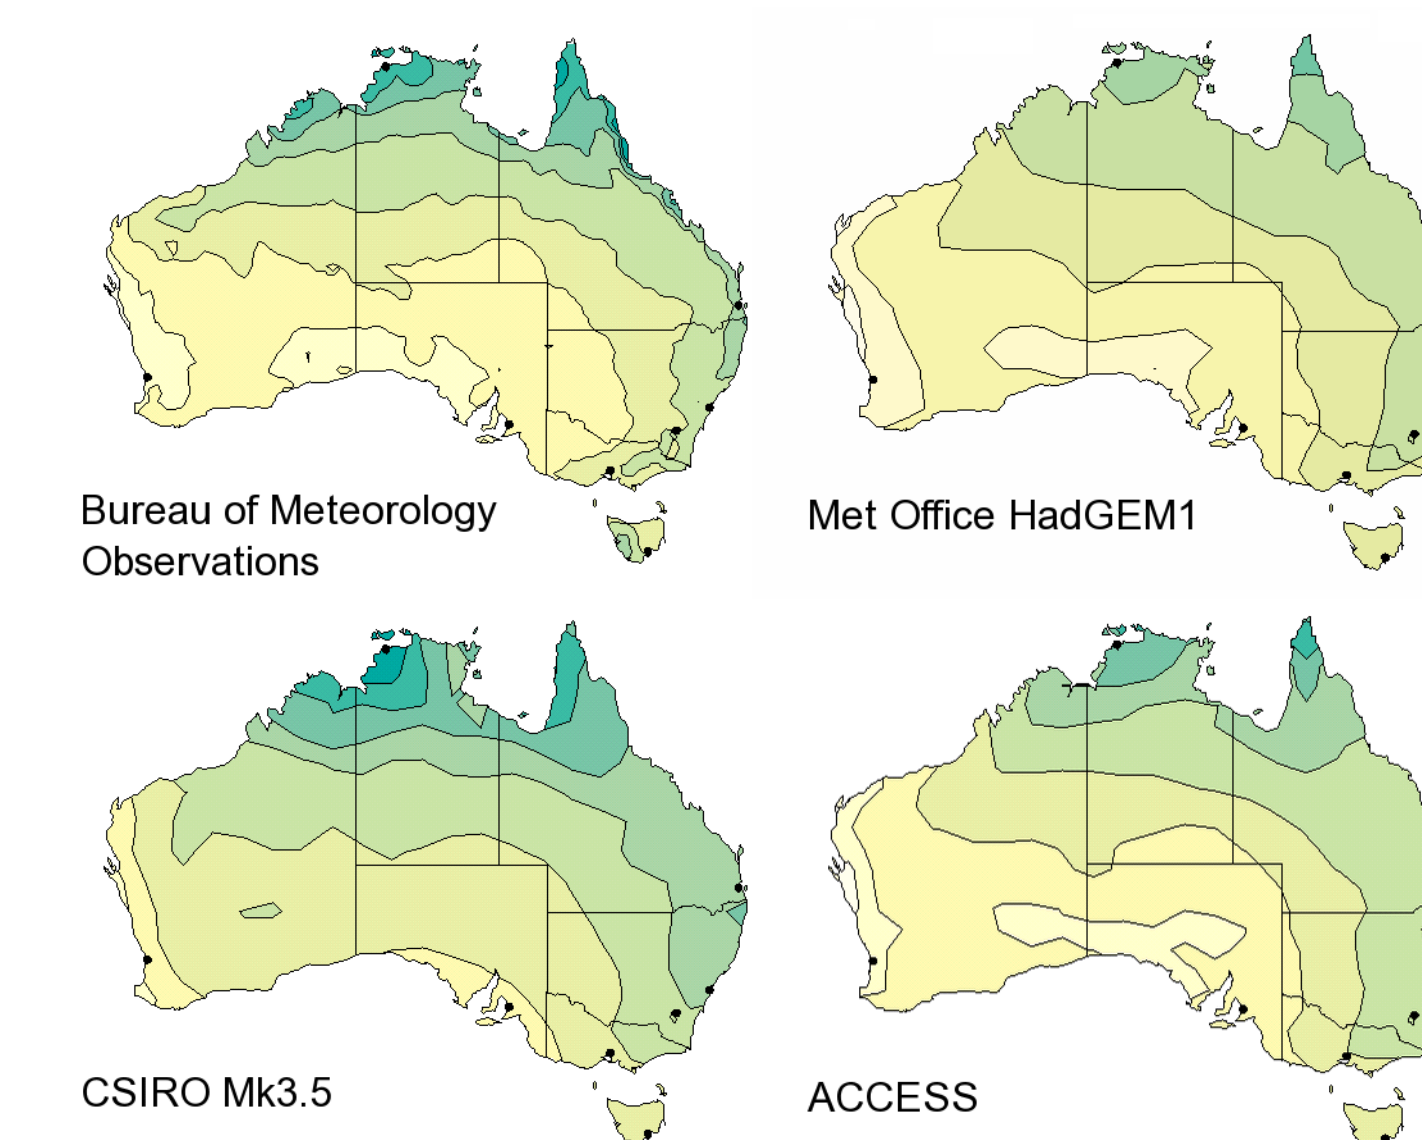 Bureau of Meteorology
Observations
Met Office HadGEM1
CSIRO Mk3.5
ACCESS